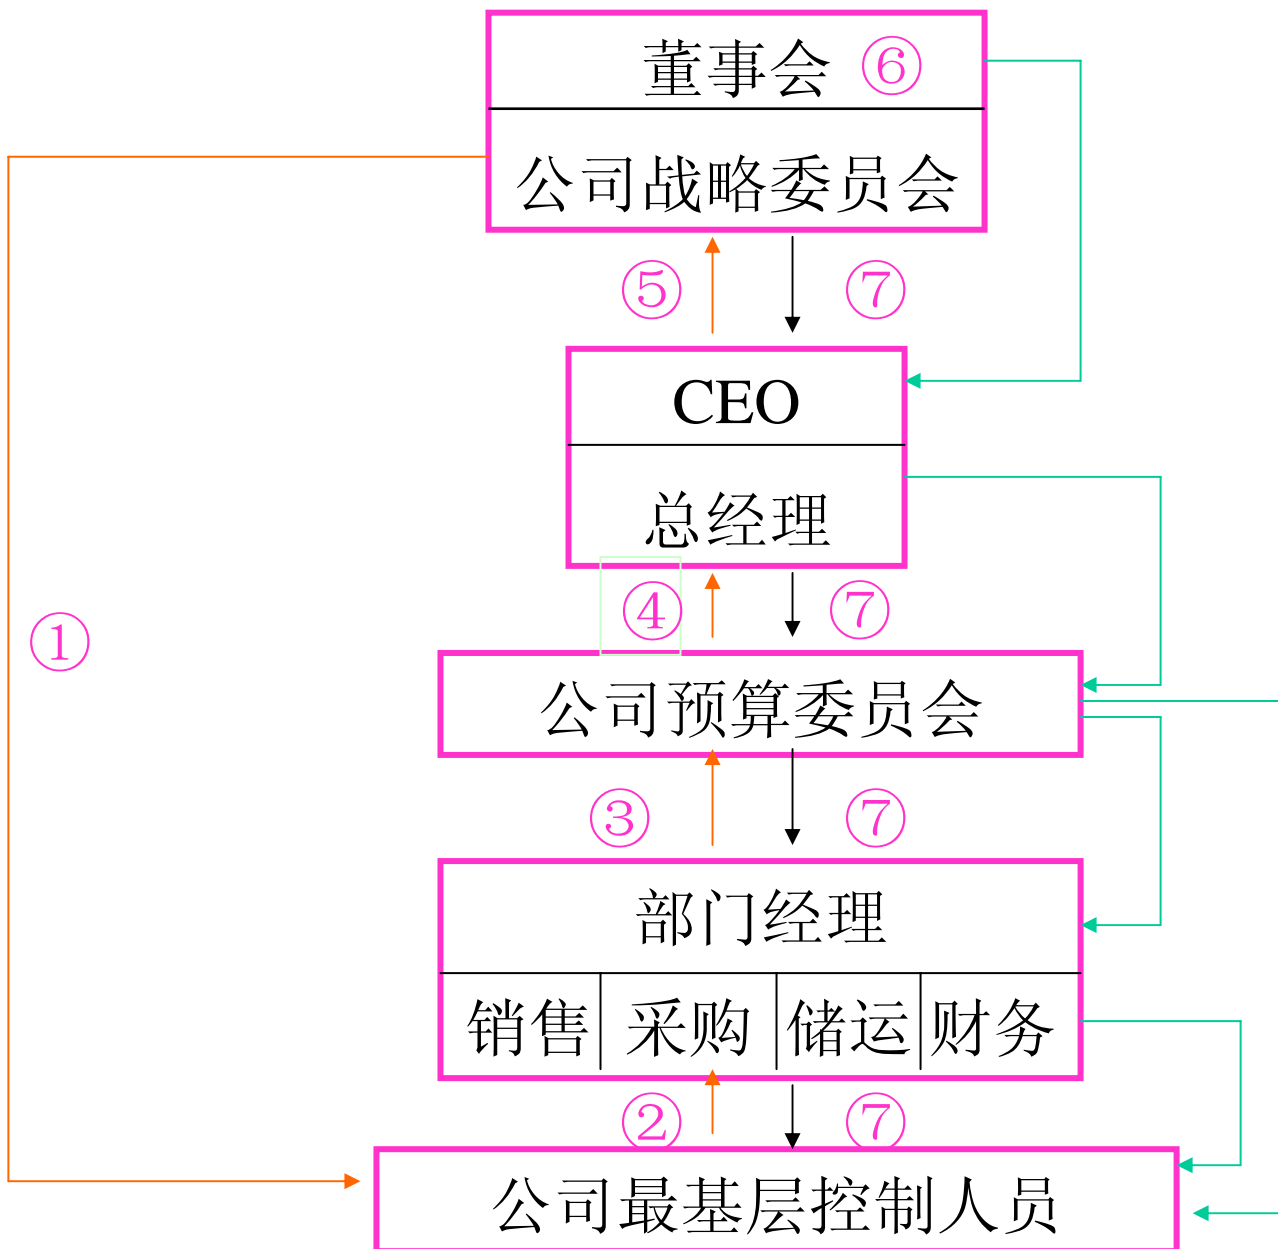 董事会 ⑥
公司战略委员会
⑤ ⑦
CEO
总经理
① ④ ⑦
公司预算委员会
③ ⑦
部门经理
销售 采购 储运 财务
② ⑦
公司最基层控制人员